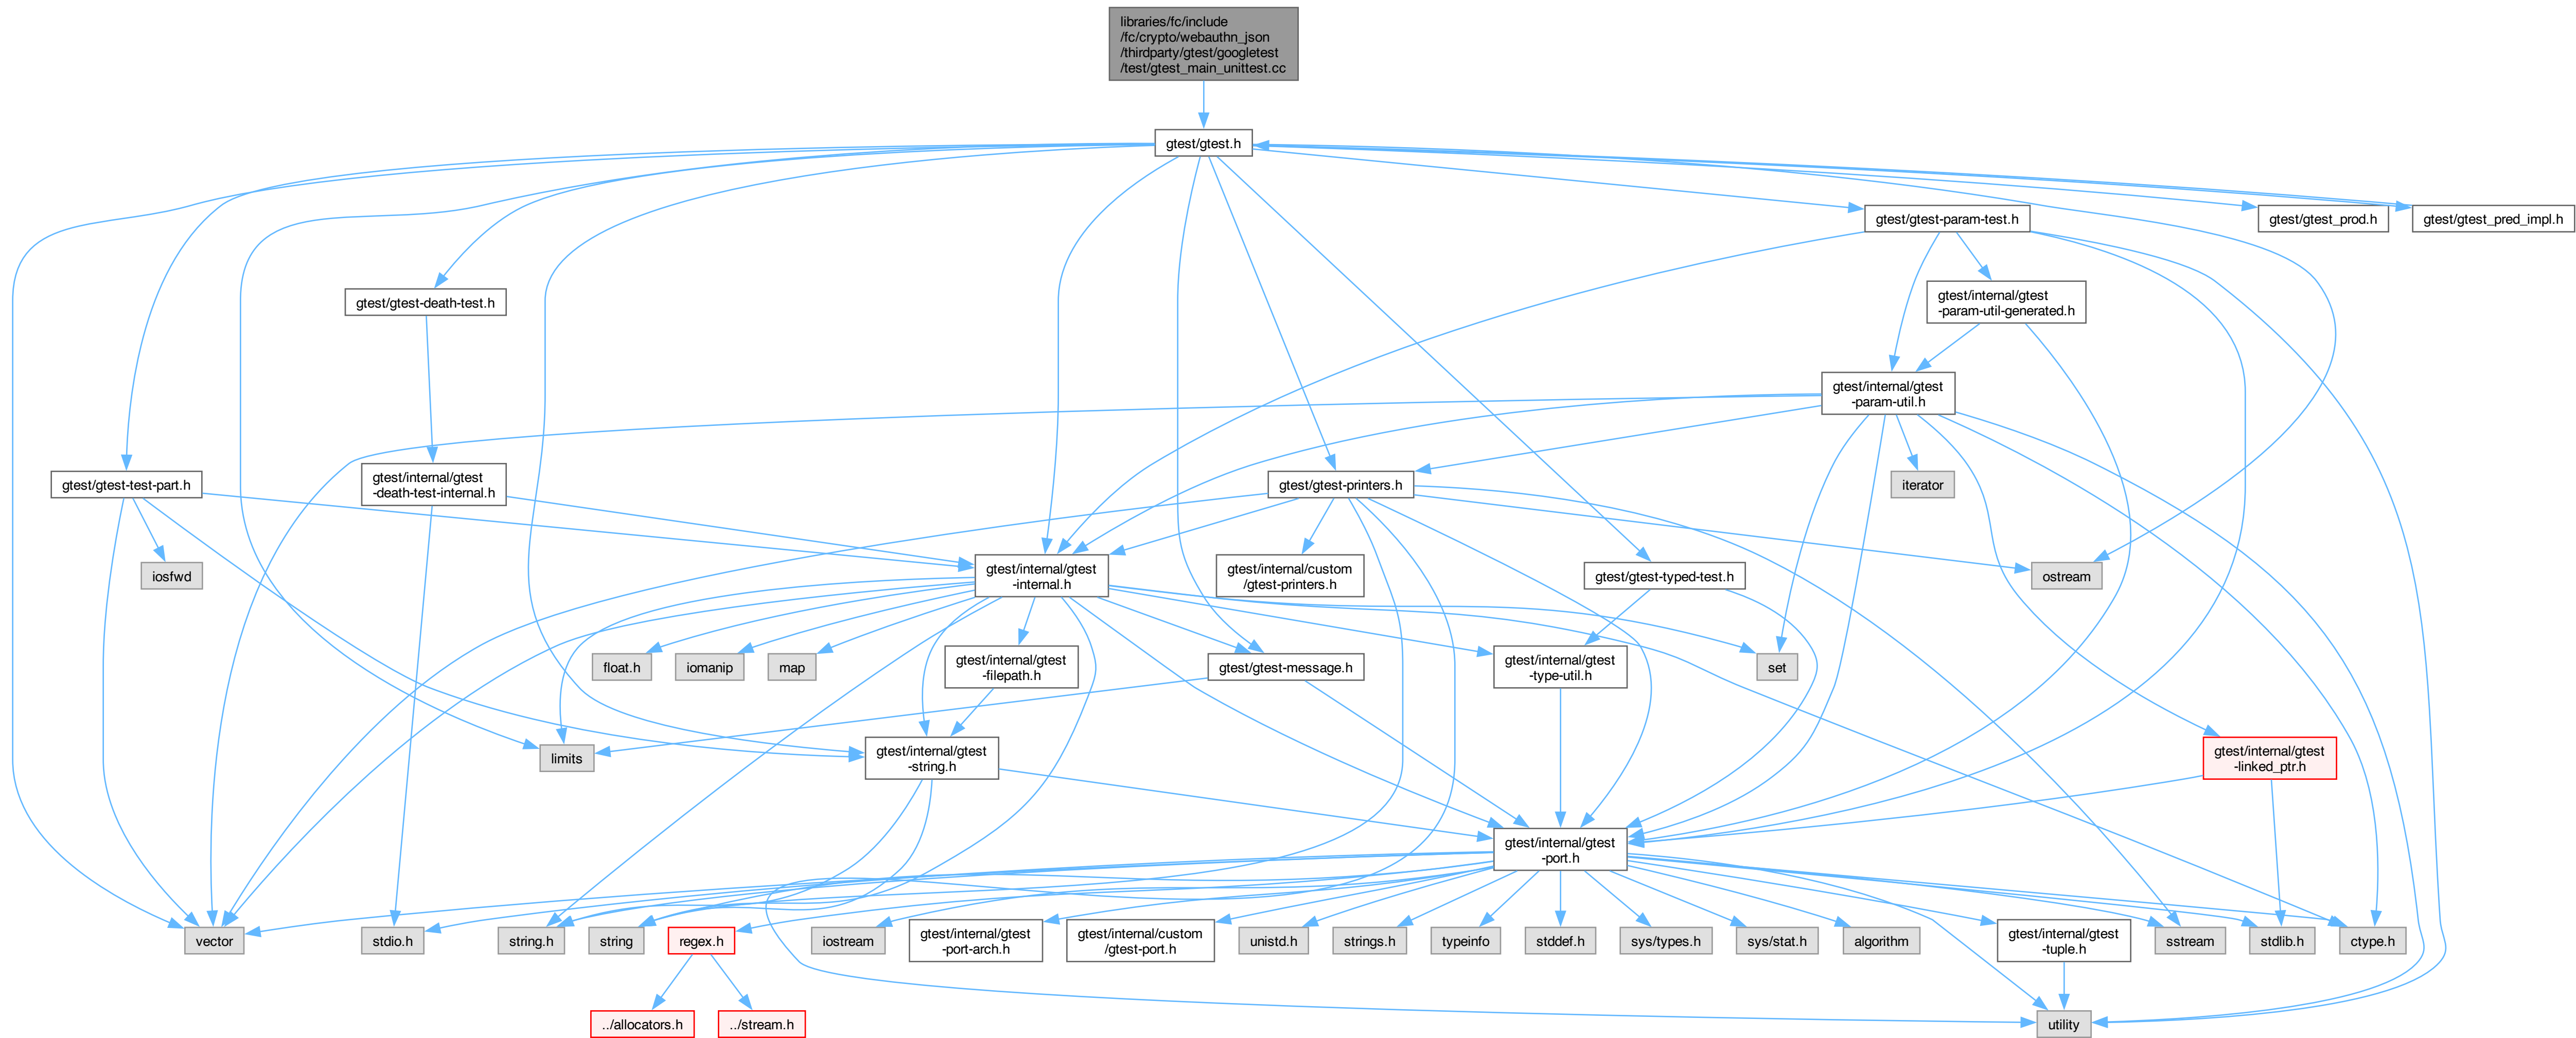 libraries/fc/include
/fc/crypto/webauthn_json
/thirdparty/gtest/googletest
/test/gtest_main_unittest.cc
gtest/gtest.h
gtest/gtest-param-test.h
gtest/gtest_prod.h
gtest/gtest_pred_impl.h
gtest/gtest-death-test.h
gtest/internal/gtest
-param-util-generated.h
gtest/internal/gtest
-param-util.h
gtest/gtest-test-part.h
gtest/internal/gtest
-death-test-internal.h
gtest/gtest-printers.h
iterator
iosfwd
gtest/internal/gtest
-internal.h
gtest/internal/custom
/gtest-printers.h
gtest/gtest-typed-test.h
ostream
float.h
iomanip
map
gtest/internal/gtest
-filepath.h
gtest/gtest-message.h
gtest/internal/gtest
-type-util.h
set
limits
gtest/internal/gtest
-string.h
gtest/internal/gtest
-linked_ptr.h
gtest/internal/gtest
-port.h
vector
stdio.h
string.h
string
regex.h
iostream
gtest/internal/gtest
-port-arch.h
gtest/internal/custom
/gtest-port.h
unistd.h
strings.h
typeinfo
stddef.h
sys/types.h
sys/stat.h
algorithm
gtest/internal/gtest
-tuple.h
sstream
stdlib.h
ctype.h
../allocators.h
../stream.h
utility